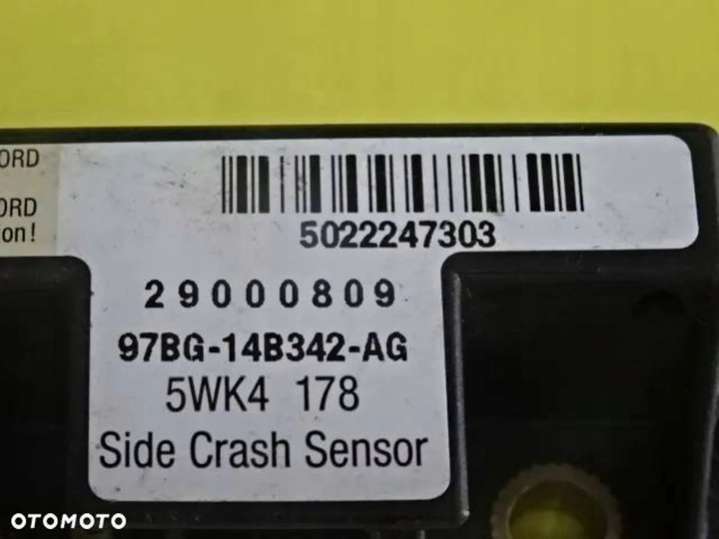 ORD
ORD
on!
5022247303
29000809
97BG-14B342-AG
5WK4 178
Side Crash Sensor
OTOMOTO